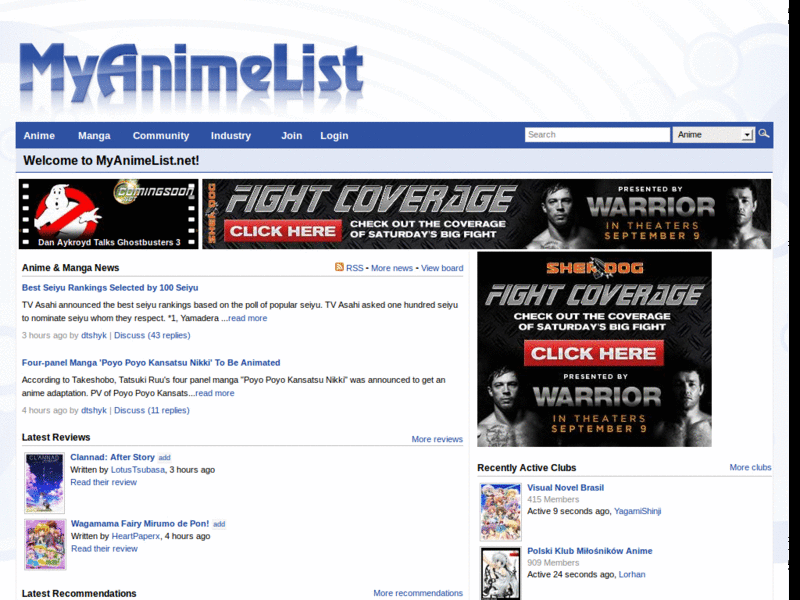 MyAnimeList
Anime Manga Community Industry Join Login
Search Anime
Welcome to MyAnimeList.net!
COMINGSOON
.NET
Dan Aykroyd Talks Ghostbusters 3
SHERDOG
FIGHT COVERAGE
CLICK HERE
CHECK OUT THE COVERAGE
OF SATURDAY'S BIG FIGHT
PRESENTED BY
WARRIOR
IN THEATERS
SEPTEMBER 9
Anime & Manga News
RSS - More news - View board
Best Seiyu Rankings Selected by 100 Seiyu
TV Asahi announced the best seiyu rankings based on the poll of popular seiyu. TV Asahi asked one hundred seiyu
to nominate seiyu whom they respect. *1, Yamadera ...read more
3 hours ago by dtshyk | Discuss (43 replies)
Four-panel Manga 'Poyo Poyo Kansatsu Nikki' To Be Animated
According to Takeshobo, Tatsuki Ruu's four panel manga "Poyo Poyo Kansatsu Nikki" was announced to get an
anime adaptation. PV of Poyo Poyo Kansats...read more
4 hours ago by dtshyk | Discuss (11 replies)
Latest Reviews
More reviews
CLANNAD
Clannad: After Story add
Written by LotusTsubasa, 3 hours ago
Read their review
Wagamama Fairy Mirumo de Pon! add
Written by HeartPaperx, 4 hours ago
Read their review
Latest Recommendations
More recommendations
SHERDOG
FIGHT COVERAGE
CHECK OUT THE COVERAGE
OF SATURDAY'S BIG FIGHT
CLICK HERE
PRESENTED BY
WARRIOR
IN THEATERS
SEPTEMBER 9
Recently Active Clubs
More clubs
Visual Novel Brasil
415 Members
Active 9 seconds ago, YagamiShinji
Polski Klub Miłośników Anime
909 Members
Active 24 seconds ago, Lorhan